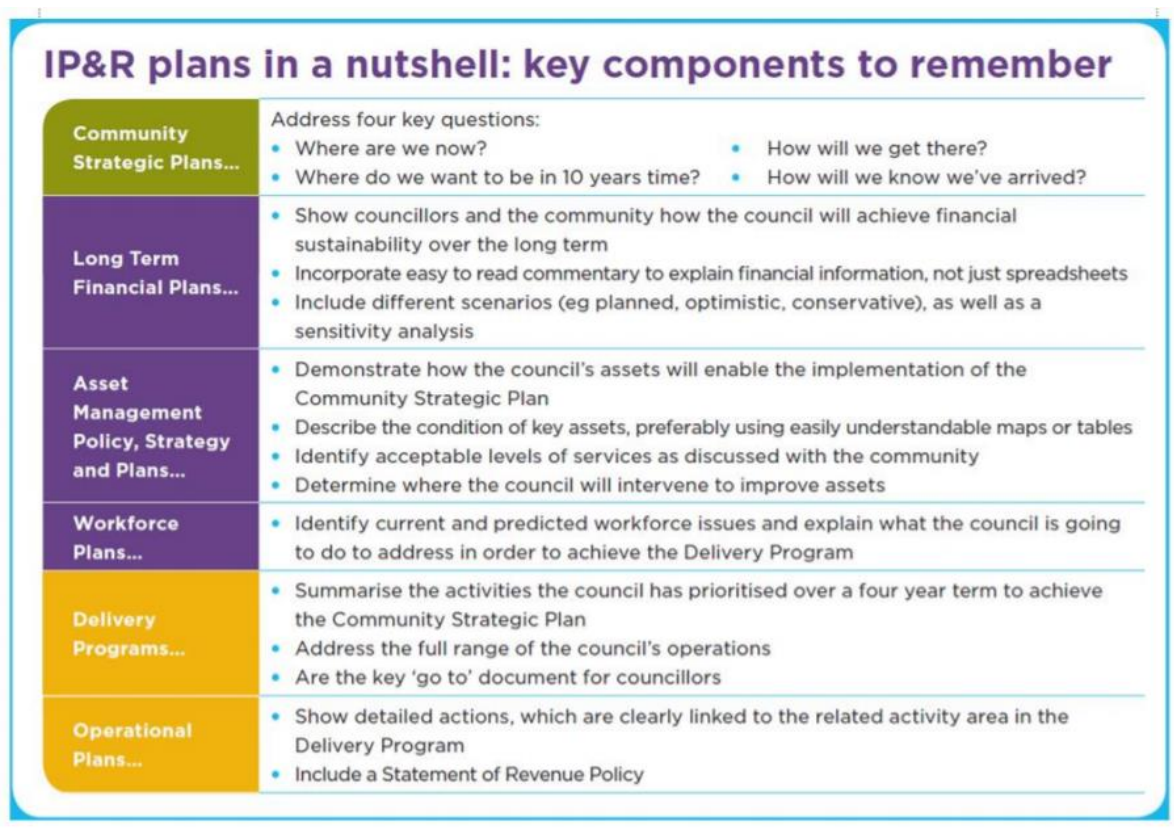 IP&R plans in a nutshell: key components to remember
Community
Strategic Plans...
Address four key questions:
• Where are we now?
• Where do we want to be in 10 years time?
• How will we get there?
• How will we know we've arrived?
Long Term
Financial Plans...
• Show councillors and the community how the council will achieve financial
sustainability over the long term
• Incorporate easy to read commentary to explain financial information, not just spreadsheets
• Include different scenarios (eg planned, optimistic, conservative), as well as a
sensitivity analysis
Asset
Management
Policy, Strategy
and Plans...
• Demonstrate how the council's assets will enable the implementation of the
Community Strategic Plan
• Describe the condition of key assets, preferably using easily understandable maps or tables
• Identify acceptable levels of services as discussed with the community
• Determine where the council will intervene to improve assets
Workforce
Plans...
• Identify current and predicted workforce issues and explain what the council is going
to do to address in order to achieve the Delivery Program
Delivery
Programs...
• Summarise the activities the council has prioritised over a four year term to achieve
the Community Strategic Plan
• Address the full range of the council's operations
• Are the key 'go to' document for councillors
Operational
Plans...
• Show detailed actions, which are clearly linked to the related activity area in the
Delivery Program
• Include a Statement of Revenue Policy